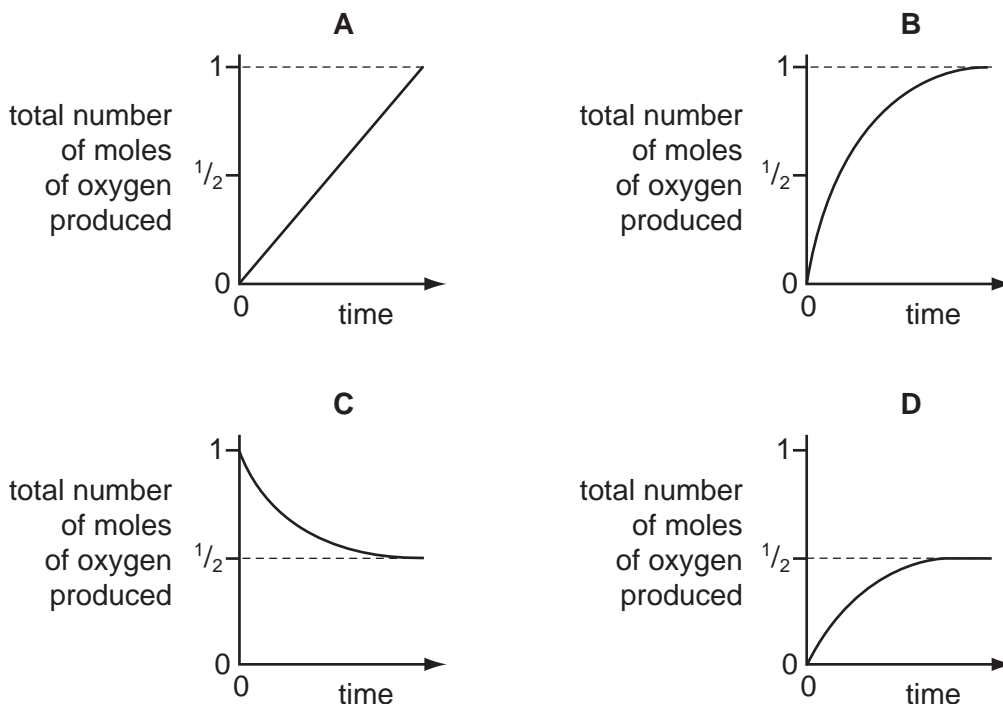 A
1
total number
of moles
of oxygen
produced
1/2
0
0
time
B
1
total number
of moles
of oxygen
produced
1/2
0
0
time
C
1
total number
of moles
of oxygen
produced
1/2
0
0
time
D
1
total number
of moles
of oxygen
produced
1/2
0
0
time